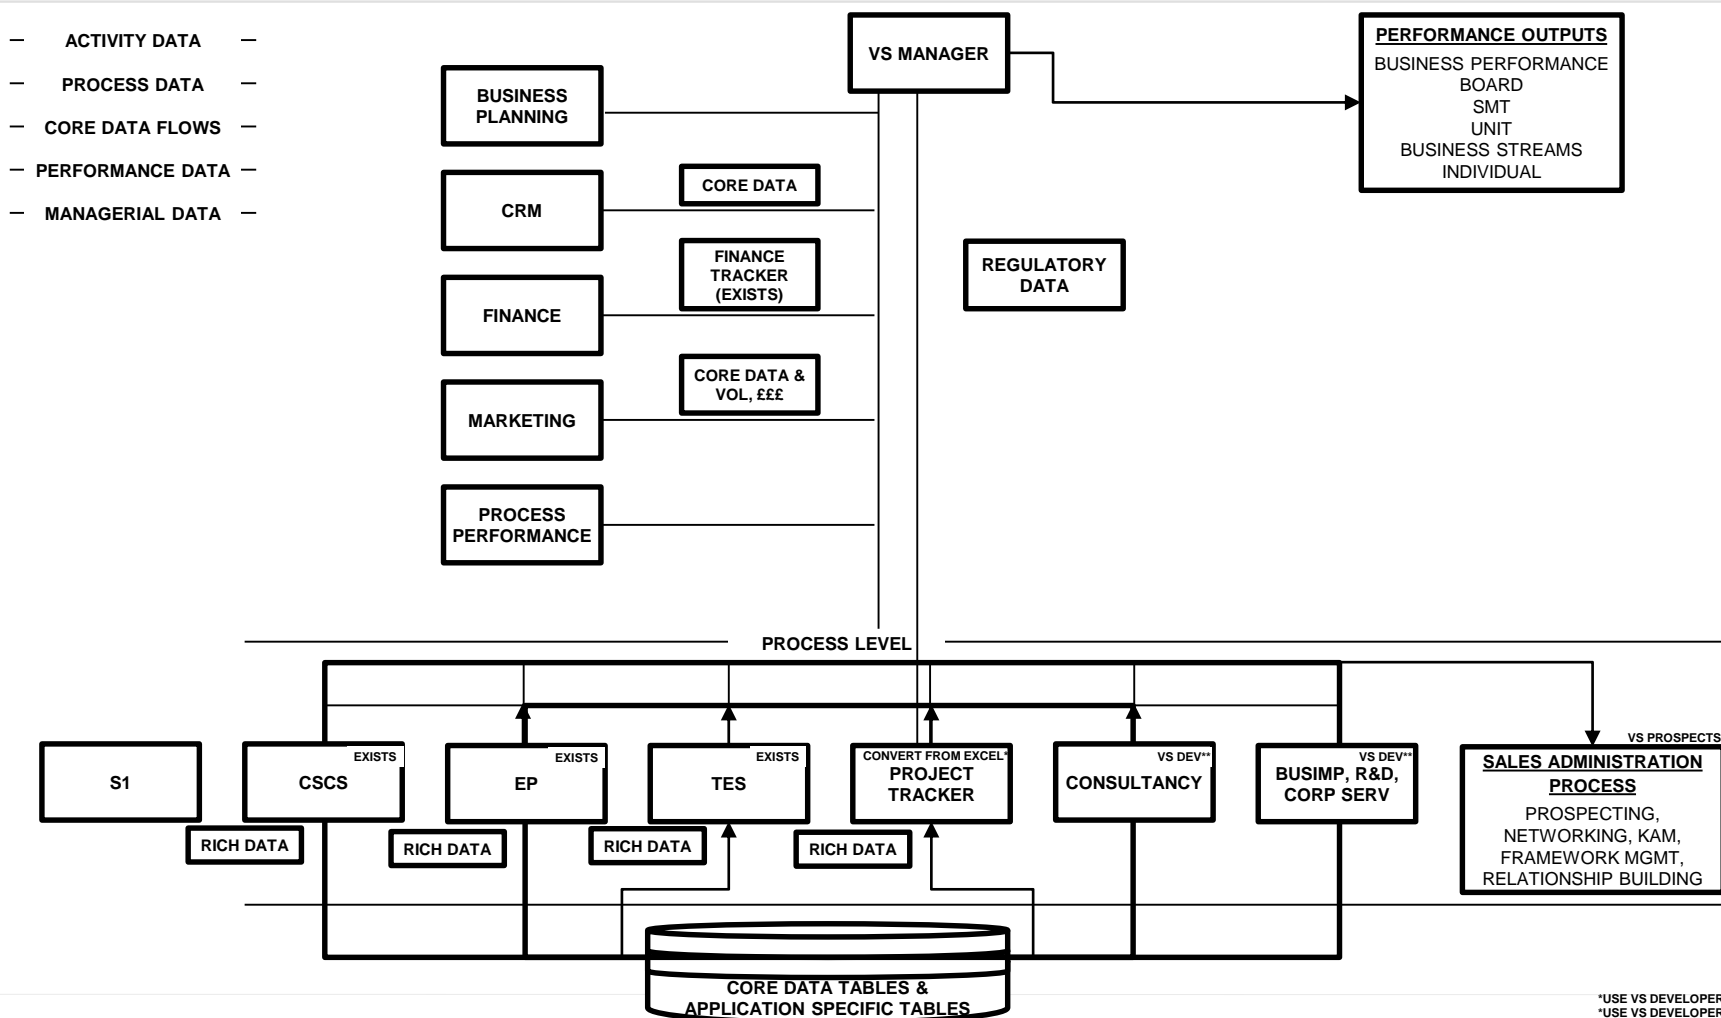 ACTIVITY DATA
PROCESS DATA
CORE DATA FLOWS
PERFORMANCE DATA
MANAGERIAL DATA
VS MANAGER
PERFORMANCE OUTPUTS
BUSINESS PERFORMANCE
BOARD
SMT
UNIT
BUSINESS STREAMS
INDIVIDUAL
BUSINESS
PLANNING
CRM
CORE DATA
FINANCE
TRACKER
(EXISTS)
REGULATORY
DATA
FINANCE
CORE DATA &
VOL, £££
MARKETING
PROCESS
PERFORMANCE
PROCESS LEVEL
S1
EXISTS
CSCS
EXISTS
EP
EXISTS
TES
CONVERT FROM EXCEL*
PROJECT
TRACKER
VS DEV**
CONSULTANCY
VS DEV**
BUSIMP, R&D,
CORP SERV
VS PROSPECTS
SALES ADMINISTRATION
PROCESS
PROSPECTING,
NETWORKING, KAM,
FRAMEWORK MGMT,
RELATIONSHIP BUILDING
RICH DATA
RICH DATA
RICH DATA
RICH DATA
CORE DATA TABLES &
APPLICATION SPECIFIC TABLES
*USE VS DEVELOPER
*USE VS DEVELOPER